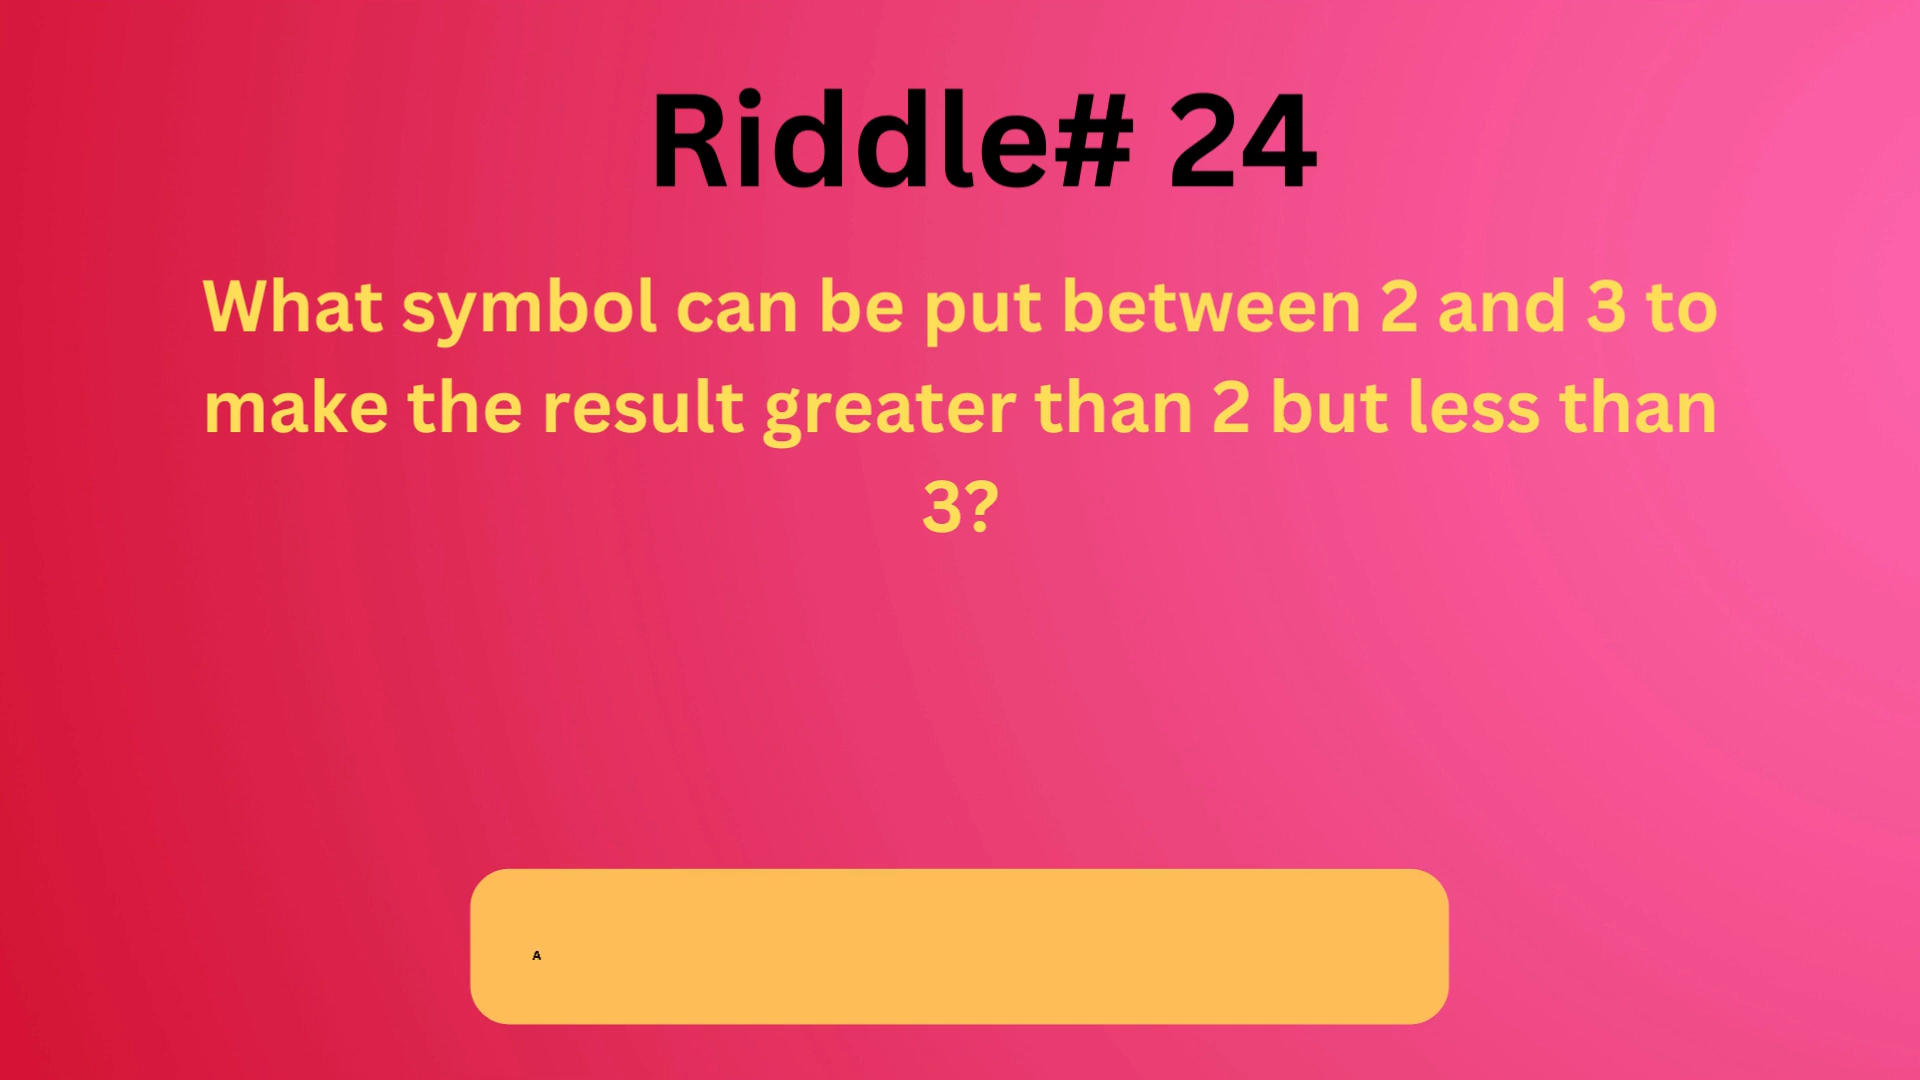 Riddle# 24
What symbol can be put between 2 and 3 to
make the result greater than 2 but less than
3?
A